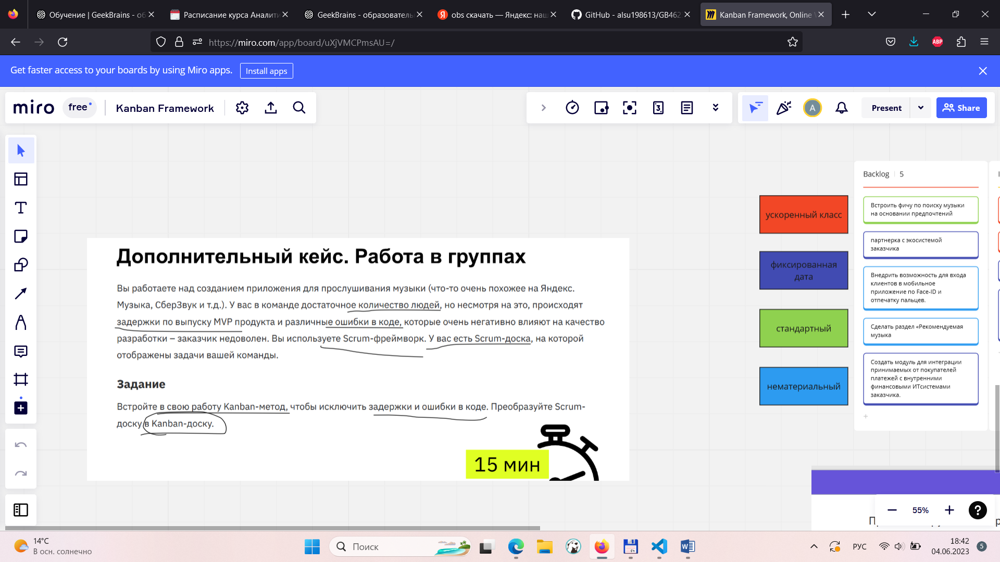 Обучение | GeekBrains - об
Расписание курса Аналити
GeekBrains - образователь
obs скачать — Яндекс: наш
GitHub - alsu198613/GB462
Kanban Framework, Online
https://miro.com/app/board/uXjVMCPmsAU=/
ABP
Get faster access to your boards by using Miro apps.
Install apps
miro
free
Kanban Framework
3
A
Present
Share
Дополнительный кейс. Работа в группах
Вы работаете над созданием приложения для прослушивания музыки (что-то очень похожее на Яндекс.
Музыка, СберЗвук и т.д.). У вас в команде достаточное количество людей, но несмотря на это, происходят
задержки по выпуску MVP продукта и различные ошибки в коде, которые очень негативно влияют на качество
разработки – заказчик недоволен. Вы используете Scrum-фреймворк. У вас есть Scrum-доска, на которой
отображены задачи вашей команды.
Задание
Встройте в свою работу Kanban-метод, чтобы исключить задержки и ошибки в коде. Преобразуйте Scrum-
доску в Kanban-доску.
15 мин
ускоренный класс
фиксированная
дата
стандартный
нематериальный
Backlog 5
Встроить фичу по поиску музыки
на основании предпочтений
партнерка с экосистемой
заказчика
Внедрить возможность для входа
клиентов в мобильное
приложение по Face-ID и
отпечатку пальцев.
Сделать раздел «Рекомендуемая
музыка
Создать модуль для интеграции
принимаемых от покупателей
платежей с внутренними
финансовыми ИТсистемами
заказчика.
55%
?
14°C
В осн. солнечно
Поиск
РУС
18:42
04.06.2023
5